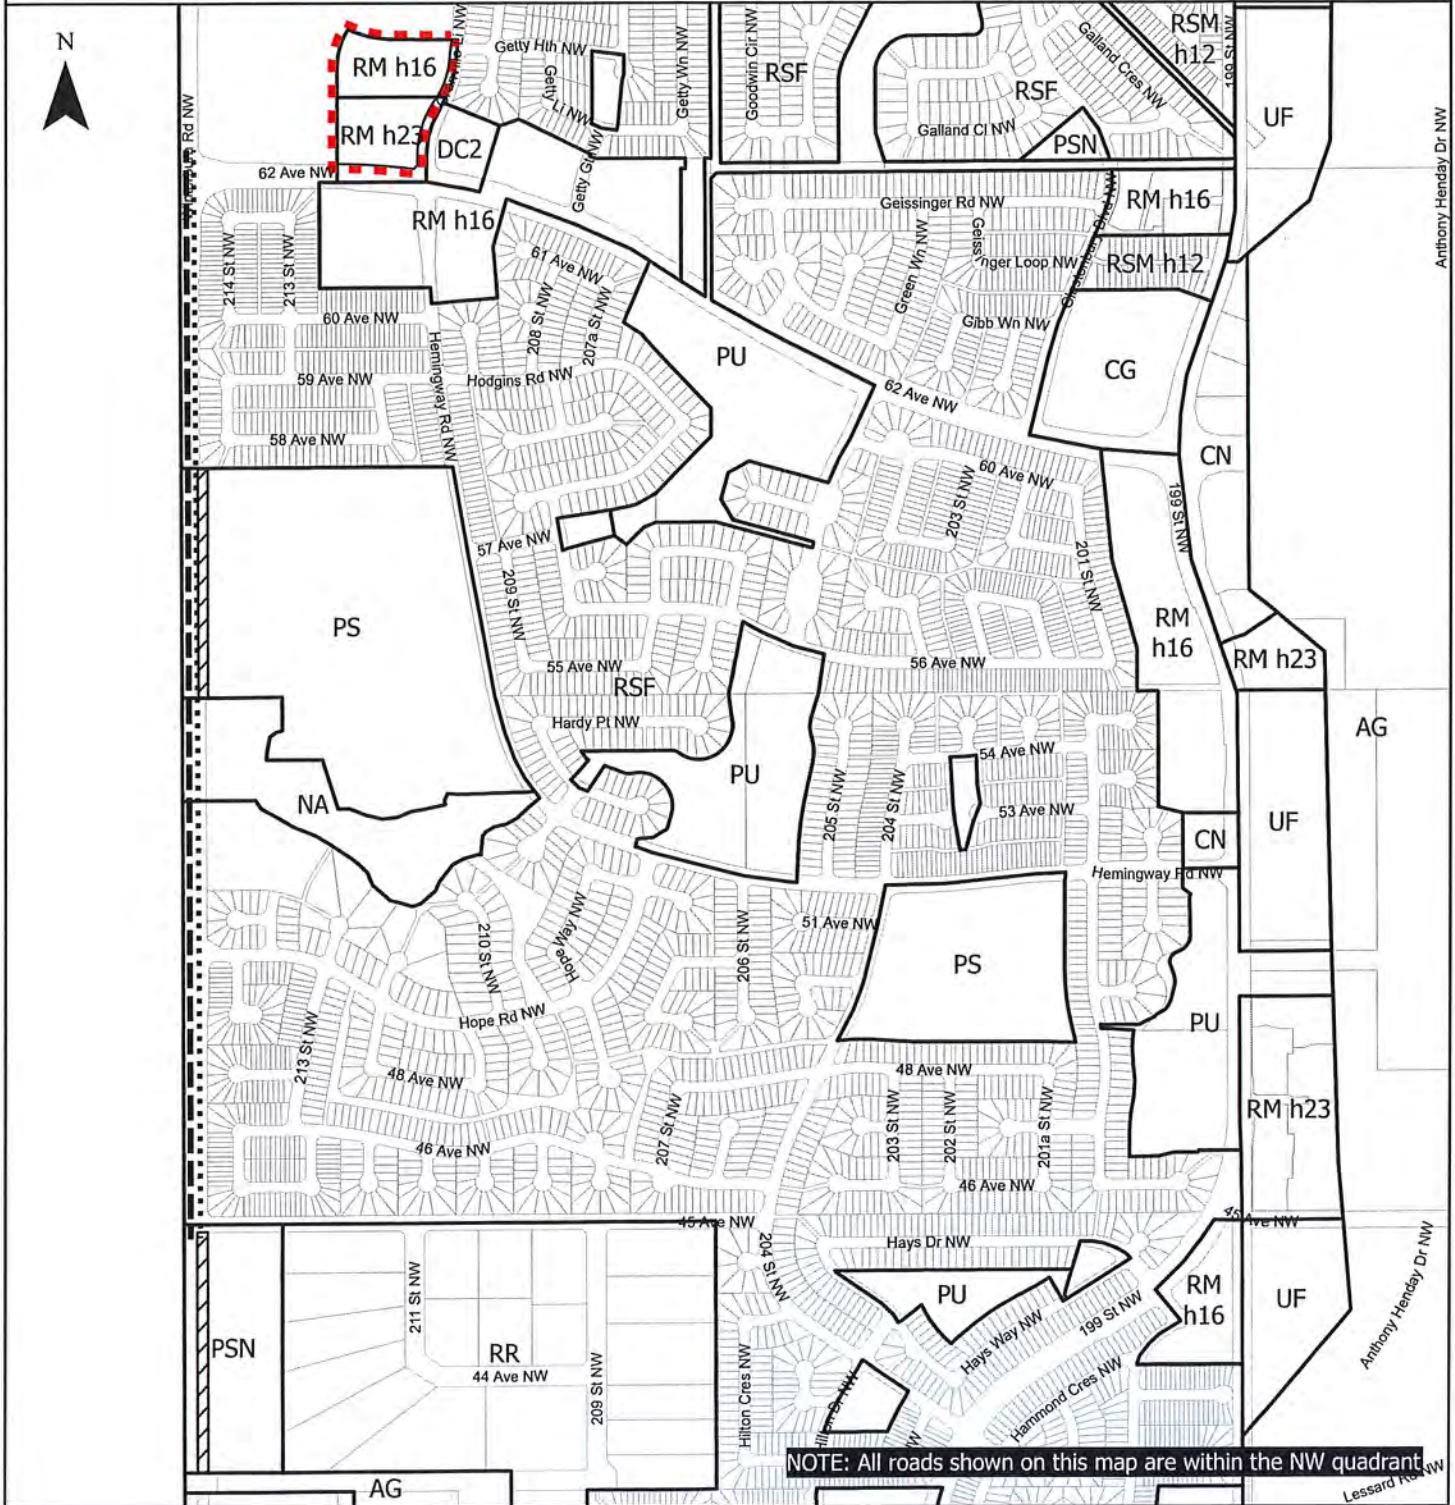 N
RM h16
RM h23
DC2
RM h16
Getty Hth NW
Getty
Li NW
Getty Wn NW
Getty Gt NW
Goodwin Cir NW
RSF
RSF
Galland Cres NW
Galland Cl NW
PSN
RSM
h12
199 St NW
UF
Anthony Henday Dr NW
62 Ave NW
Geissinger Rd NW
Green Wn NW
Geiss
nger Loop NW
Gibb Wn NW
RM h16
RSM h12
CG
CN
214 St NW
213 St NW
61 Ave NW
208 St NW
207a St NW
60 Ave NW
59 Ave NW
58 Ave NW
Hemingway Rd NW
Hodgins Rd NW
PU
62 Ave NW
60 Ave NW
203 St NW
201 St NW
199 St NW
57 Ave NW
209 St NW
PS
RM
h16
RM h23
55 Ave NW
56 Ave NW
RSF
Hardy Pt NW
AG
NA
PU
54 Ave NW
205 St NW
204 St NW
53 Ave NW
UF
CN
Hemingway Rd NW
210 St NW
Hope Way NW
206 St NW
51 Ave NW
PS
Hope Rd NW
PU
213 St NW
48 Ave NW
48 Ave NW
RM h23
46 Ave NW
207 St NW
203 St NW
202 St NW
201a St NW
46 Ave NW
45 Ave NW
45 Ave NW
204 St NW
Hays Dr NW
PU
RM
h16
UF
Anthony Henday Dr NW
Hays Way NW
199 St NW
Hammond Cres NW
211 St NW
PSN
RR
44 Ave NW
209 St NW
Hilton Cres NW
NOTE: All roads shown on this map are within the NW quadrant
AG